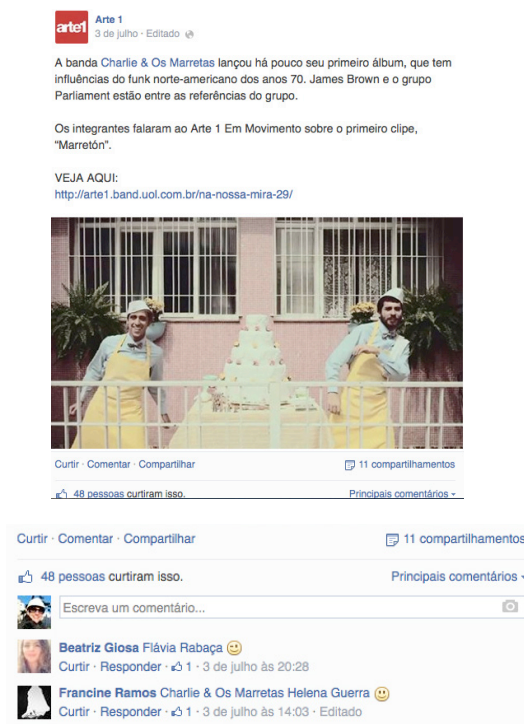 arte1
Arte 1
3 de julho · Editado
A banda Charlie & Os Marretas lançou há pouco seu primeiro álbum, que tem
influências do funk norte-americano dos anos 70. James Brown e o grupo
Parliament estão entre as referências do grupo.
Os integrantes falaram ao Arte 1 Em Movimento sobre o primeiro clipe,
"Marretón".
VEJA AQUI:
http://arte1.band.uol.com.br/na-nossa-mira-29/
Curtir · Comentar · Compartilhar 11 compartilhamentos
48 pessoas curtiram isso. Principais comentários
Curtir · Comentar · Compartilhar 11 compartilhamentos
48 pessoas curtiram isso. Principais comentários
Escreva um comentário...
Beatriz Giosa Flávia Rabaça
Curtir · Responder · 1 · 3 de julho às 20:28
Francine Ramos Charlie & Os Marretas Helena Guerra
Curtir · Responder · 1 · 3 de julho às 14:03 · Editado